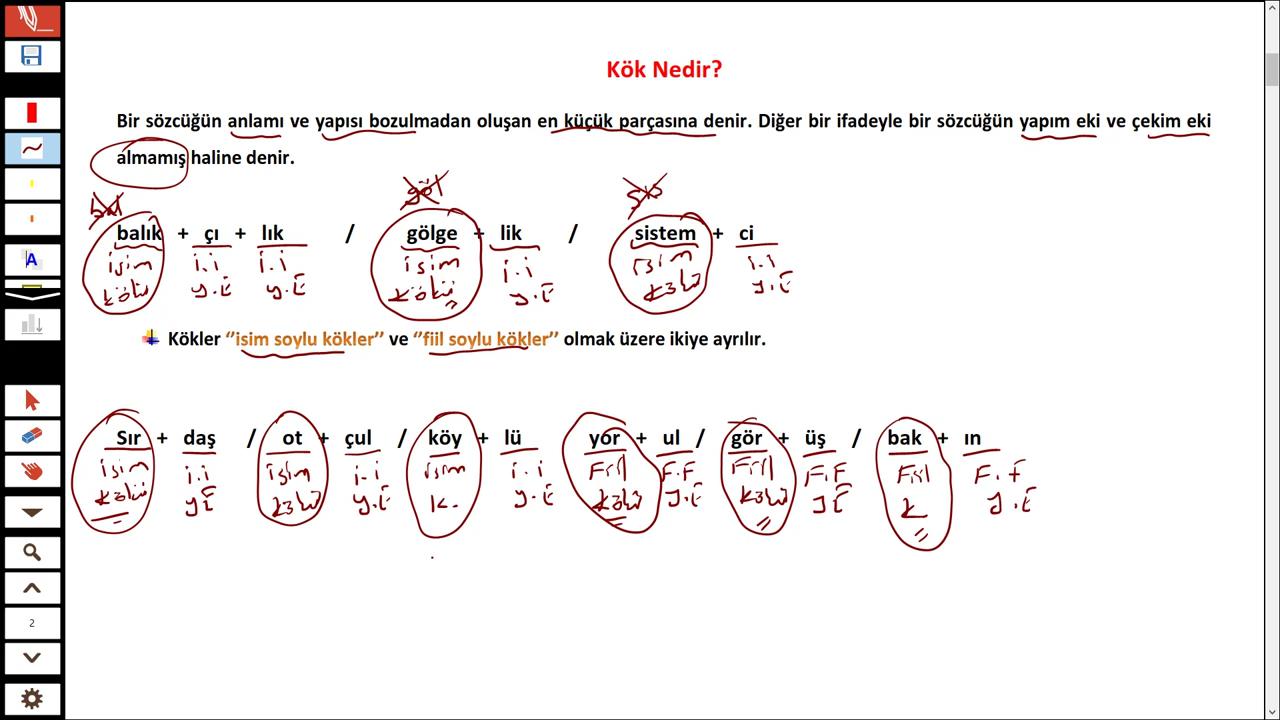 Kök Nedir?
Bir sözcüğün anlamı ve yapısı bozulmadan oluşan en küçük parçasına denir. Diğer bir ifadeyle bir sözcüğün yapım eki ve çekim eki
almamış haline denir.
bal göl sis
balık + çı + lık / gölge + lik / sistem + ci
isim i.i i.i isim i.i isim i.i
kökü y.E y.E kökü y.E kökü y.E
Kökler ‘‘isim soylu kökler’’ ve ‘‘fiil soylu kökler’’ olmak üzere ikiye ayrılır.
Sır + daş / ot + çul / köy + lü yor + ul / gör + üş / bak + ın
isim i.i isim i.i isim i.i Fiil F.F Fiil F.F Fiil F.F
kökü y.E kökü y.E k. y.E kökü y.E kökü y.E k y.E
A
2